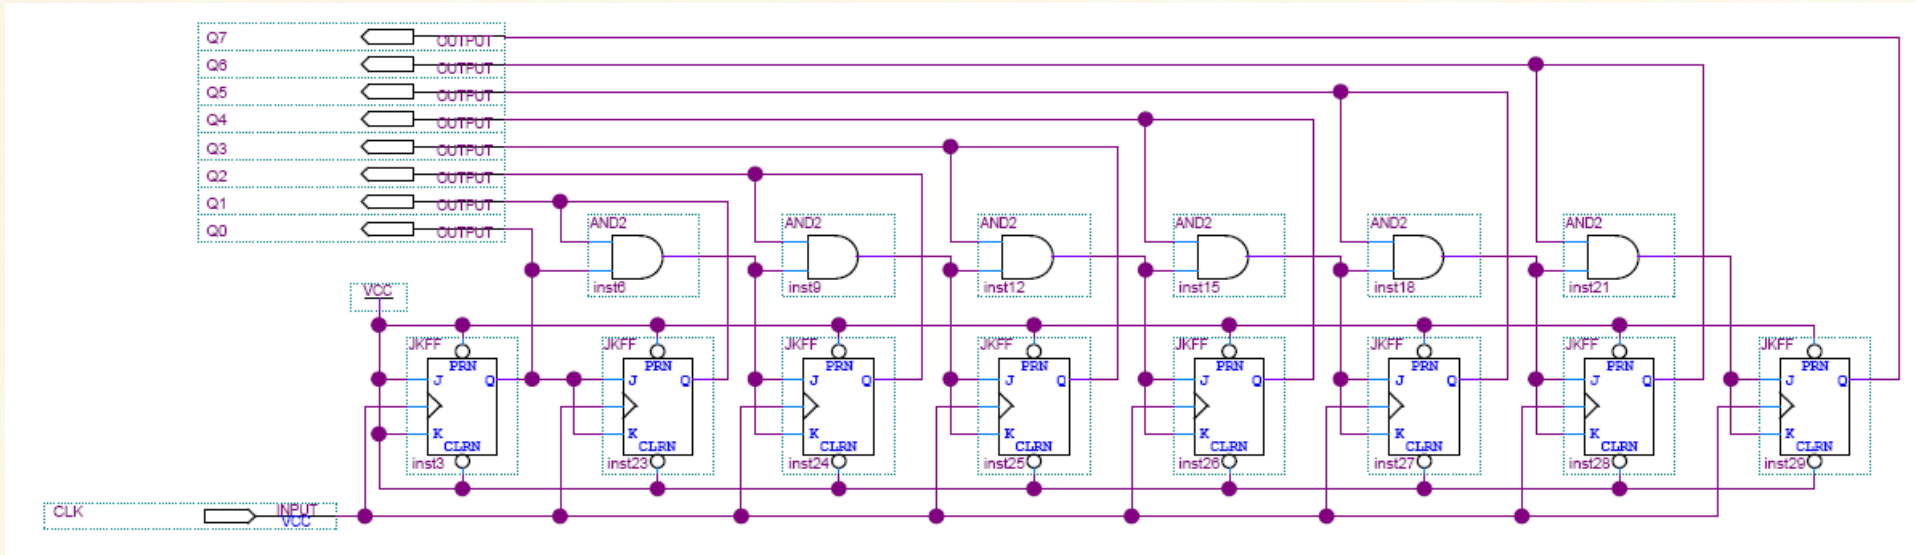 Q7 OUTPUT
Q6 OUTPUT
Q5 OUTPUT
Q4 OUTPUT
Q3 OUTPUT
Q2 OUTPUT
Q1 OUTPUT
Q0 OUTPUT
AND2 AND2 AND2 AND2 AND2 AND2
inst6 inst9 inst12 inst15 inst18 inst21
VCC
JKFF JKFF JKFF JKFF JKFF JKFF JKFF JKFF
PRN PRN PRN PRN PRN PRN PRN PRN
J Q J Q J Q J Q J Q J Q J Q J Q
K K K K K K K K
CLRN CLRN CLRN CLRN CLRN CLRN CLRN CLRN
inst3 inst23 inst24 inst25 inst26 inst27 inst28 inst29
CLK INPUT
VCC